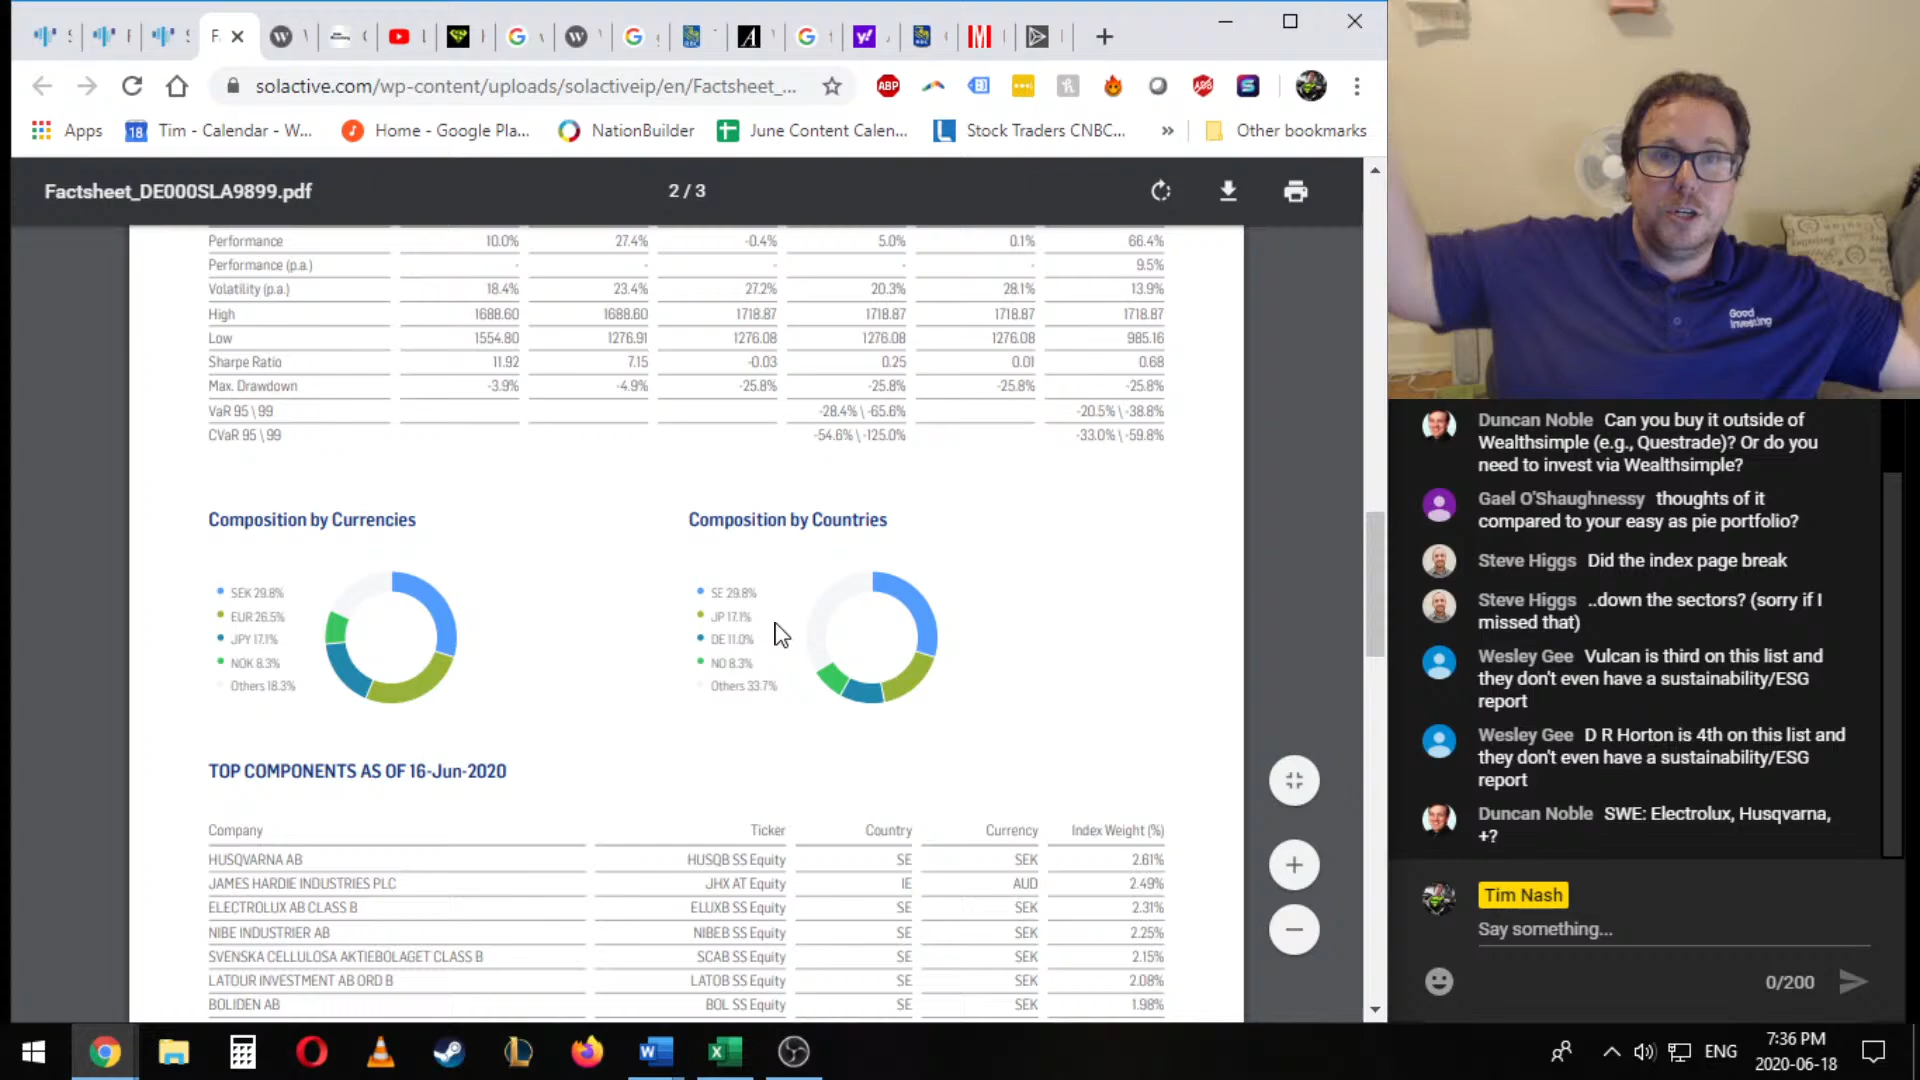 solactive.com/wp-content/uploads/solactiveip/en/Factsheet_...
Apps
18
Tim - Calendar - W...
Home - Google Pla...
NationBuilder
June Content Calen...
Stock Traders CNBC...
»
Other bookmarks
Factsheet_DE000SLA9899.pdf
2 / 3
Performance 10.0% 27.4% -0.4% 5.0% 0.1% 66.4%
Performance (p.a.) - - - - - 9.5%
Volatility (p.a.) 18.4% 23.4% 27.2% 20.3% 28.1% 13.9%
High 1688.60 1688.60 1718.87 1718.87 1718.87 1718.87
Low 1554.80 1276.91 1276.08 1276.08 1276.08 985.16
Sharpe Ratio 11.92 7.15 -0.03 0.25 0.01 0.68
Max. Drawdown -3.9% -4.9% -25.8% -25.8% -25.8% -25.8%
VaR 95 \ 99 -28.4% \ -65.6% -20.5% \ -38.8%
CVaR 95 \ 99 -54.6% \ -125.0% -33.0% \ -59.8%
Composition by Currencies
SEK 29.8%
EUR 26.5%
JPY 17.1%
NOK 8.3%
Others 18.3%
Composition by Countries
SE 29.8%
JP 17.1%
DE 11.0%
NO 8.3%
Others 33.7%
TOP COMPONENTS AS OF 16-Jun-2020
Company Ticker Country Currency Index Weight (%)
HUSQVARNA AB HUSQB SS Equity SE SEK 2.61%
JAMES HARDIE INDUSTRIES PLC JHX AT Equity IE AUD 2.49%
ELECTROLUX AB CLASS B ELUXB SS Equity SE SEK 2.31%
NIBE INDUSTRIER AB NIBEB SS Equity SE SEK 2.25%
SVENSKA CELLULOSA AKTIEBOLAGET CLASS B SCAB SS Equity SE SEK 2.15%
LATOUR INVESTMENT AB ORD B LATOB SS Equity SE SEK 2.08%
BOLIDEN AB BOL SS Equity SE SEK 1.98%
Good
Investing
Duncan Noble Can you buy it outside of
Wealthsimple (e.g., Questrade)? Or do you
need to invest via Wealthsimple?
Gael O'Shaughnessy thoughts of it
compared to your easy as pie portfolio?
Steve Higgs Did the index page break
Steve Higgs ..down the sectors? (sorry if I
missed that)
Wesley Gee Vulcan is third on this list and
they don't even have a sustainability/ESG
report
Wesley Gee D R Horton is 4th on this list and
they don't even have a sustainability/ESG
report
Duncan Noble SWE: Electrolux, Husqvarna,
+?
Tim Nash
Say something...
0/200
ENG
7:36 PM
2020-06-18